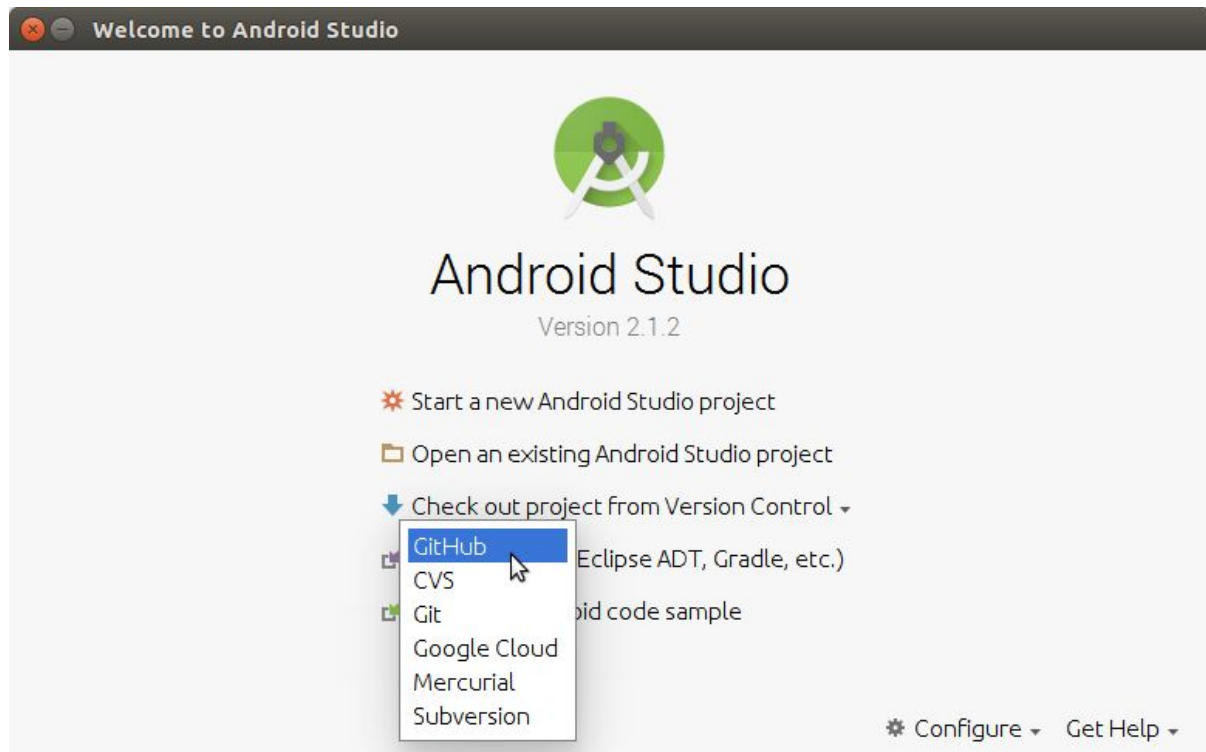 Welcome to Android Studio
Android Studio
Version 2.1.2
Start a new Android Studio project
Open an existing Android Studio project
Check out project from Version Control
GitHub
Eclipse ADT, Gradle, etc.)
CVS
Git
code sample
Google Cloud
Mercurial
Subversion
Configure
Get Help